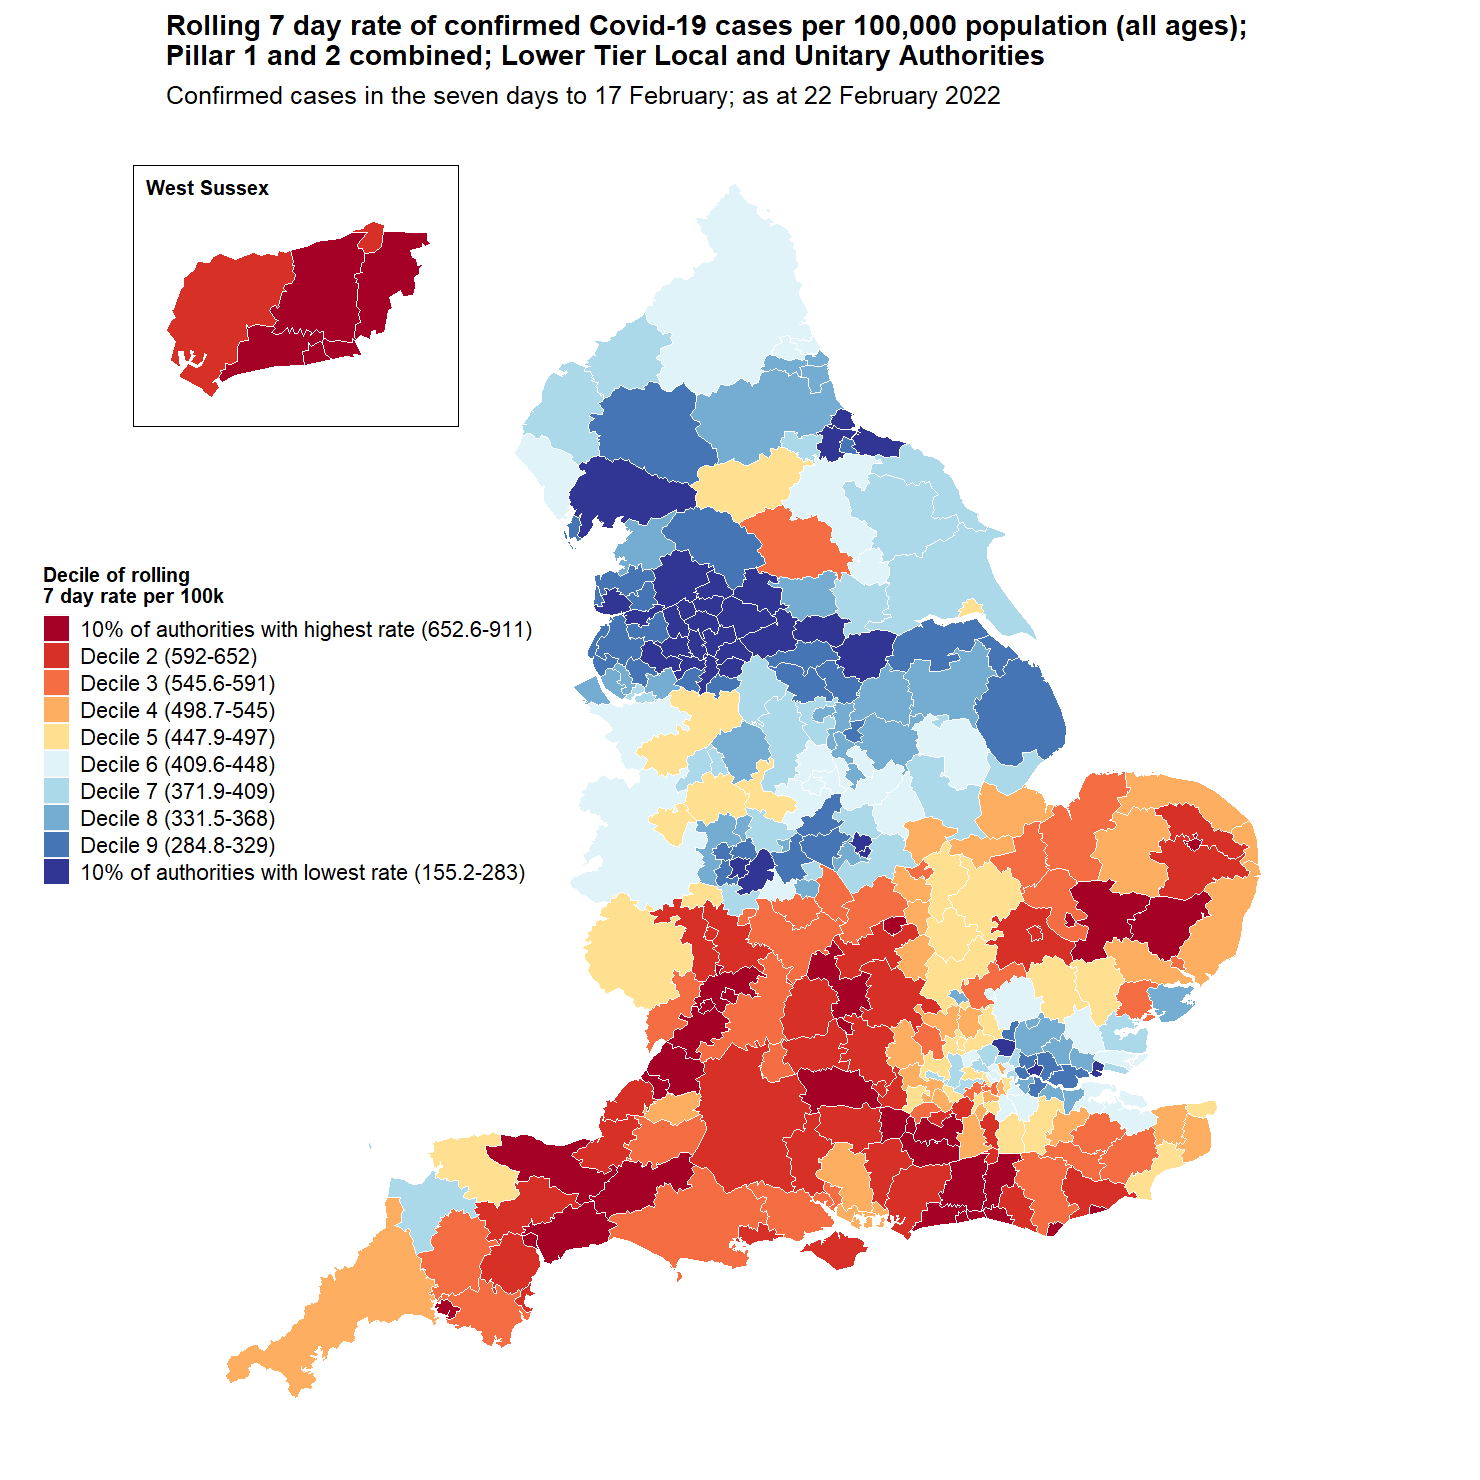 Rolling 7 day rate of confirmed Covid-19 cases per 100,000 population (all ages);
Pillar 1 and 2 combined; Lower Tier Local and Unitary Authorities
Confirmed cases in the seven days to 17 February; as at 22 February 2022
West Sussex
Decile of rolling
7 day rate per 100k
10% of authorities with highest rate (652.6-911)
Decile 2 (592-652)
Decile 3 (545.6-591)
Decile 4 (498.7-545)
Decile 5 (447.9-497)
Decile 6 (409.6-448)
Decile 7 (371.9-409)
Decile 8 (331.5-368)
Decile 9 (284.8-329)
10% of authorities with lowest rate (155.2-283)